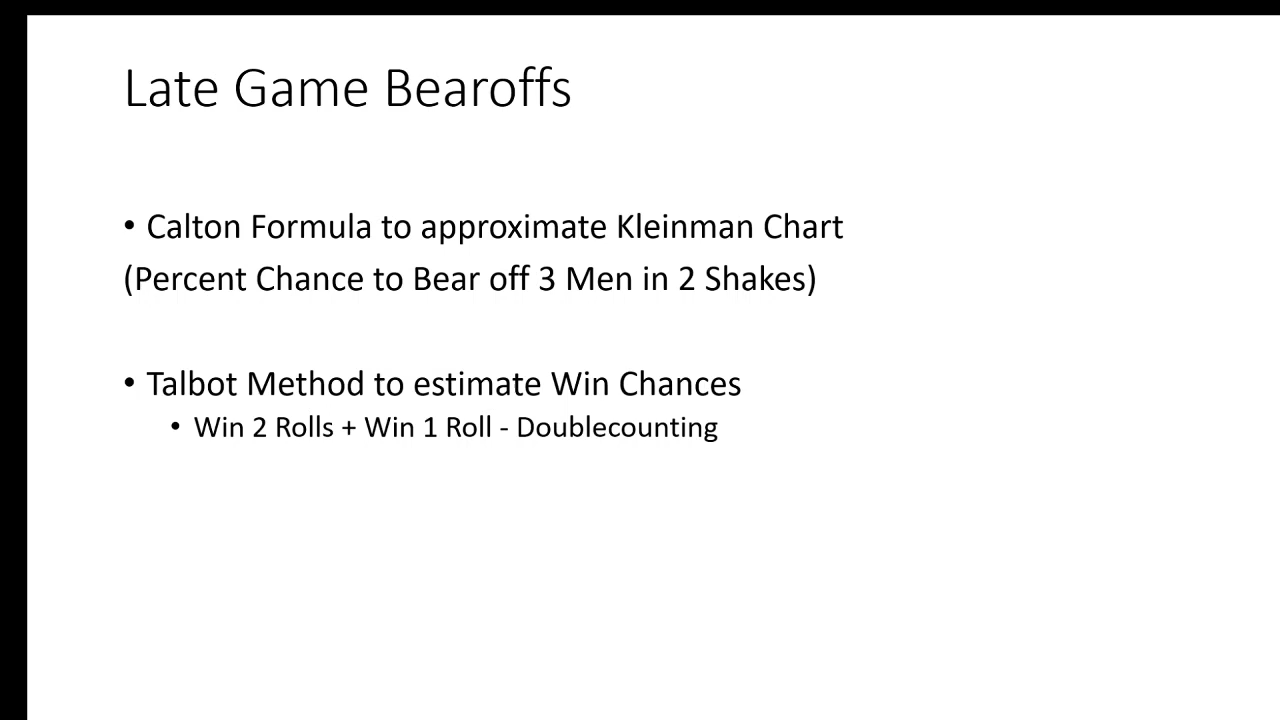 Late Game Bearoffs
• Calton Formula to approximate Kleinman Chart
(Percent Chance to Bear off 3 Men in 2 Shakes)
• Talbot Method to estimate Win Chances
• Win 2 Rolls + Win 1 Roll - Doublecounting